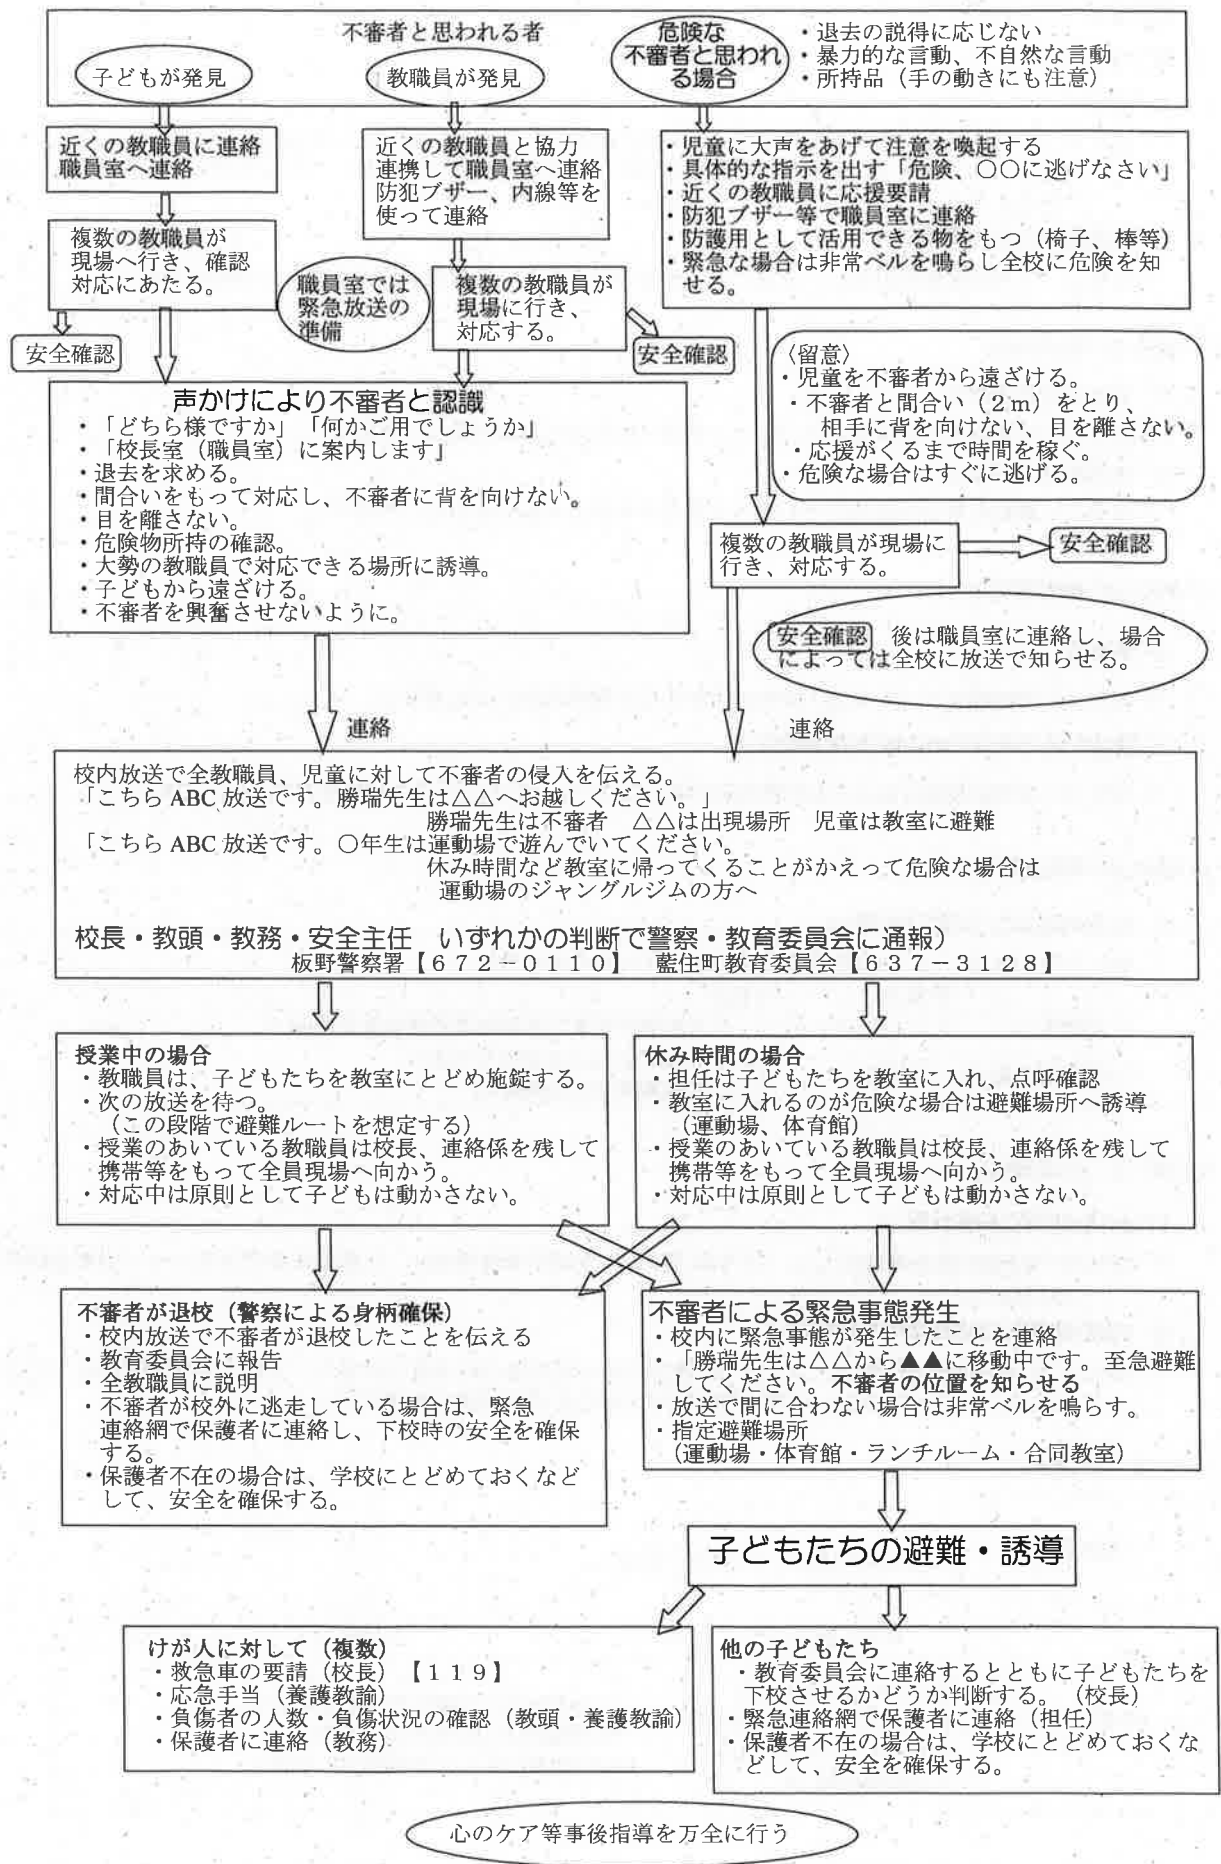 不審者と思われる者
子どもが発見
教職員が発見
危険な
不審者と思われ
る場合
・退去の説得に応じない
・暴力的な言動、不自然な言動
・所持品（手の動きにも注意）
近くの教職員に連絡
職員室へ連絡
近くの教職員と協力
連携して職員室へ連絡
防犯ブザー、内線等を
使って連絡
・児童に大声をあげて注意を喚起する
・具体的な指示を出す「危険、〇〇に逃げなさい」
・近くの教職員に応援要請
・防犯ブザー等で職員室に連絡
・防護用として活用できる物をもつ（椅子、棒等）
・緊急な場合は非常ベルを鳴らし全校に危険を知
せる。
複数の教職員が
現場へ行き、確認
対応にあたる。
職員室では
緊急放送の
準備
複数の教職員が
現場に行き、
対応する。
安全確認
安全確認
〈留意〉
・児童を不審者から遠ざける。
・不審者と間合い（２ｍ）をとり、
相手に背を向けない、目を離さない。
・応援がくるまで時間を稼ぐ。
・危険な場合はすぐに逃げる。
声かけにより不審者と認識
・「どちら様ですか」「何かご用でしょうか」
・「校長室（職員室）に案内します」
・退去を求める。
・間合いをもって対応し、不審者に背を向けない。
・目を離さない。
・危険物所持の確認。
・大勢の教職員で対応できる場所に誘導。
・子どもから遠ざける。
・不審者を興奮させないように。
複数の教職員が現場に
行き、対応する。
安全確認
安全確認　後は職員室に連絡し、場合
によっては全校に放送で知らせる。
連絡
連絡
校内放送で全教職員、児童に対して不審者の侵入を伝える。
「こちら ABC 放送です。勝瑞先生は△△へお越しください。」
勝瑞先生は不審者　△△は出現場所　児童は教室に避難
「こちら ABC 放送です。〇年生は運動場で遊んでいてください。
休み時間など教室に帰ってくることがかえって危険な場合は
運動場のジャングルジムの方へ
校長・教頭・教務・安全主任　いずれかの判断で警察・教育委員会に通報）
板野警察署【６７２－０１１０】　藍住町教育委員会【６３７－３１２８】
授業中の場合
・教職員は、子どもたちを教室にとどめ施錠する。
・次の放送を待つ。
（この段階で避難ルートを想定する）
・授業のあいている教職員は校長、連絡係を残して
携帯等をもって全員現場へ向かう。
・対応中は原則として子どもは動かさない。
休み時間の場合
・担任は子どもたちを教室に入れ、点呼確認
・教室に入れるのが危険な場合は避難場所へ誘導
（運動場、体育館）
・授業のあいている教職員は校長、連絡係を残して
携帯等をもって全員現場へ向かう。
・対応中は原則として子どもは動かさない。
不審者が退校（警察による身柄確保）
・校内放送で不審者が退校したことを伝える
・教育委員会に報告
・全教職員に説明
・不審者が校外に逃走している場合は、緊急
連絡網で保護者に連絡し、下校時の安全を確保
する。
・保護者不在の場合は、学校にとどめておくなど
して、安全を確保する。
不審者による緊急事態発生
・校内に緊急事態が発生したことを連絡
・「勝瑞先生は△△から▲▲に移動中です。至急避難
してください。不審者の位置を知らせる
・放送で間に合わない場合は非常ベルを鳴らす。
・指定避難場所
（運動場・体育館・ランチルーム・合同教室）
子どもたちの避難・誘導
けが人に対して（複数）
・救急車の要請（校長）【１１９】
・応急手当（養護教諭）
・負傷者の人数・負傷状況の確認（教頭・養護教諭）
・保護者に連絡（教務）
他の子どもたち
・教育委員会に連絡するとともに子どもたちを
下校させるかどうか判断する。（校長）
・緊急連絡網で保護者に連絡（担任）
・保護者不在の場合は、学校にとどめておくな
どして、安全を確保する。
心のケア等事後指導を万全に行う